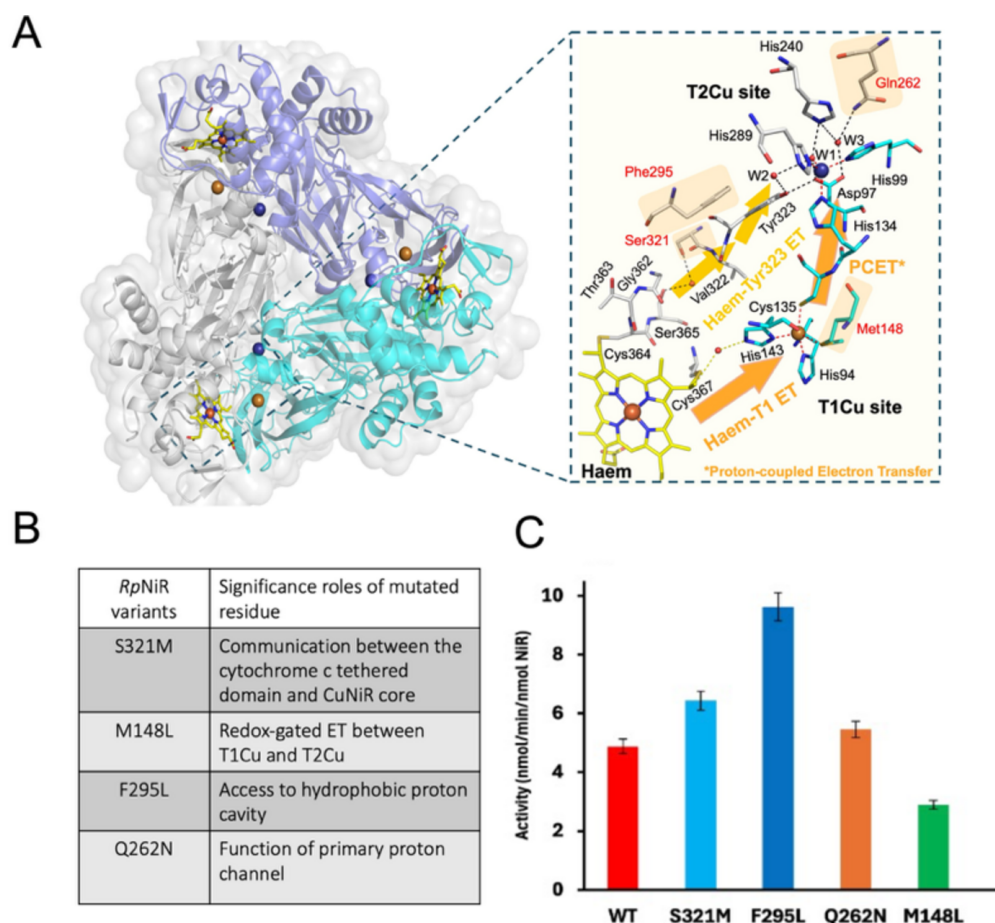 A
T2Cu site
His240
Gln262
His289
W3
W1
W2
His99
Phe295
Asp97
Tyr323
His134
Ser321
Gly362
Thr363
Val322
Haem-Tyr323 ET
PCET*
Cys135
Met148
Ser365
Cys364
His143
Cys367
His94
Haem-T1 ET
T1Cu site
Haem
*Proton-coupled Electron Transfer
B
RpNiR variants
Significance roles of mutated residue
S321M
Communication between the cytochrome c tethered domain and CuNiR core
M148L
Redox-gated ET between T1Cu and T2Cu
F295L
Access to hydrophobic proton cavity
Q262N
Function of primary proton channel
C
Activity (nmol/min/nmol NiR)
10
8
6
4
2
0
WT S321M F295L Q262N M148L